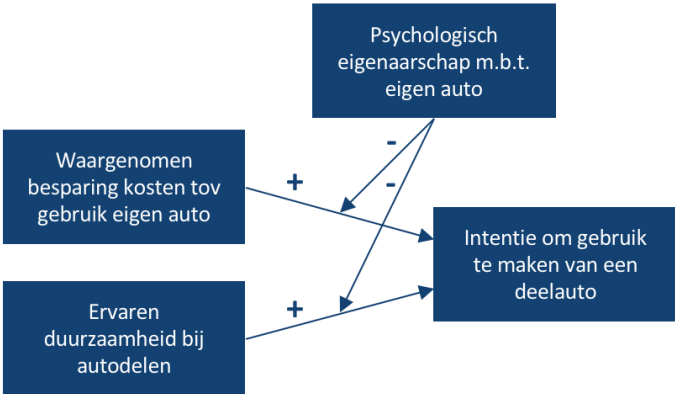 Psychologisch
eigenaarschap m.b.t.
eigen auto
-
-
Waargenomen
besparing kosten tov
gebruik eigen auto
+
Intentie om gebruik
te maken van een
deelauto
Ervaren
duurzaamheid bij
autodelen
+